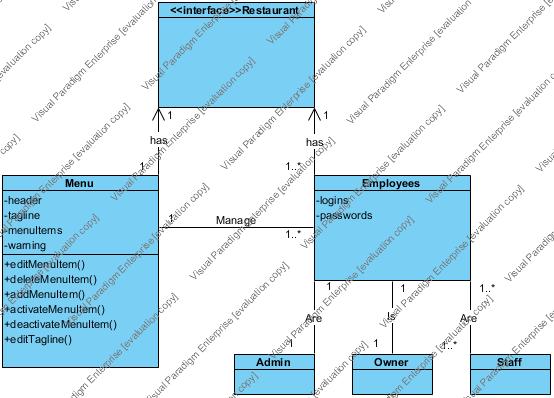 <<interface>>Restaurant
1
1
has
has
1
1..*
Menu
-header
-tagline
-menuItems
-warning
+editMenuItem()
+deleteMenuItem()
+addMenuItem()
+activateMenuItem()
+deactivateMenuItem()
+editTagline()
1
Manage
1..*
Employees
-logins
-passwords
1
1
1..*
Are
Is
Are
1
1
1..*
Admin
Owner
Staff
Visual Paradigm Enterprise [evaluation copy]